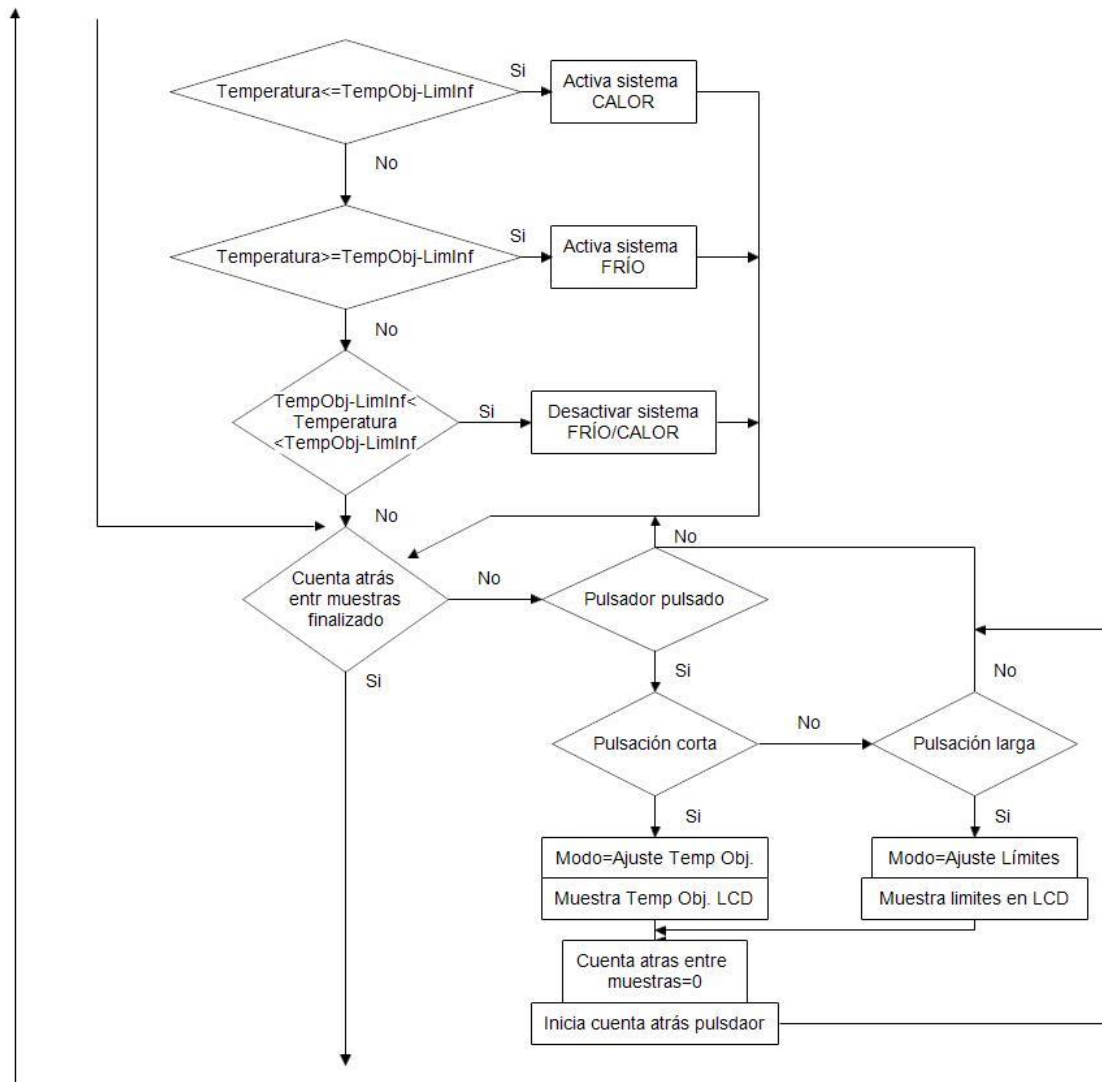 Si
Temperatura<=TempObj-LimInf
Activa sistema
CALOR
No
Si
Temperatura>=TempObj-LimInf
Activa sistema
FRÍO
No
TempObj-LimInf<
Temperatura
<TempObj-LimInf
Si
Desactivar sistema
FRÍO/CALOR
No
No
Cuenta atrás
entr muestras
finalizado
No
Pulsador pulsado
Si
Si
No
Pulsación corta
No
Pulsación larga
Si
Si
Modo=Ajuste Temp Obj.
Modo=Ajuste Límites
Muestra Temp Obj. LCD
Muestra limites en LCD
Cuenta atras entre
muestras=0
Inicia cuenta atrás pulsdaor